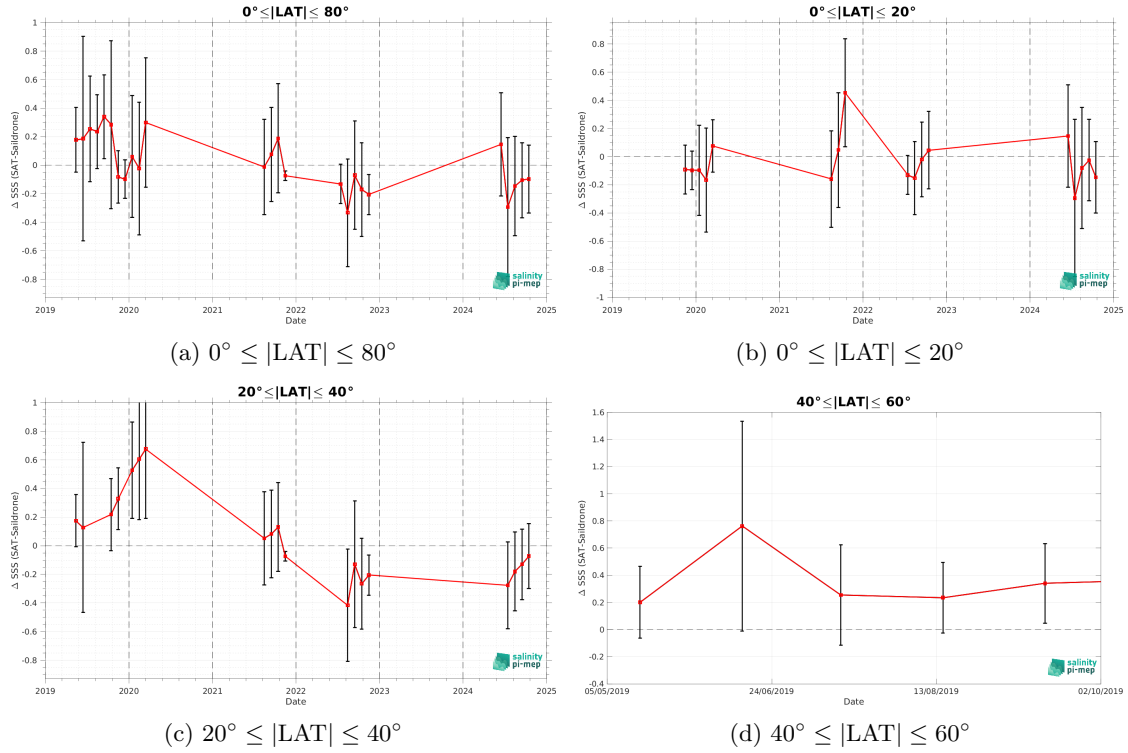 0°≤|LAT|≤ 80°
1
0.8
0.6
0.4
0.2
0
-0.2
-0.4
-0.6
-0.8
Δ SSS (SAT-Saildrone)
2019
2020
2021
2022
2023
2024
2025
Date
salinity
pi-mep
(a) 0° ≤ |LAT| ≤ 80°
0°≤|LAT|≤ 20°
0.8
0.6
0.4
0.2
0
-0.2
-0.4
-0.6
-0.8
-1
Δ SSS (SAT-Saildrone)
2019
2020
2021
2022
2023
2024
2025
Date
salinity
pi-mep
(b) 0° ≤ |LAT| ≤ 20°
20°≤|LAT|≤ 40°
1
0.8
0.6
0.4
0.2
0
-0.2
-0.4
-0.6
-0.8
Δ SSS (SAT-Saildrone)
2019
2020
2021
2022
2023
2024
2025
Date
salinity
pi-mep
(c) 20° ≤ |LAT| ≤ 40°
40°≤|LAT|≤ 60°
1.6
1.4
1.2
1
0.8
0.6
0.4
0.2
0
-0.2
-0.4
Δ SSS (SAT-Saildrone)
05/05/2019
24/06/2019
13/08/2019
02/10/2019
Date
salinity
pi-mep
(d) 40° ≤ |LAT| ≤ 60°